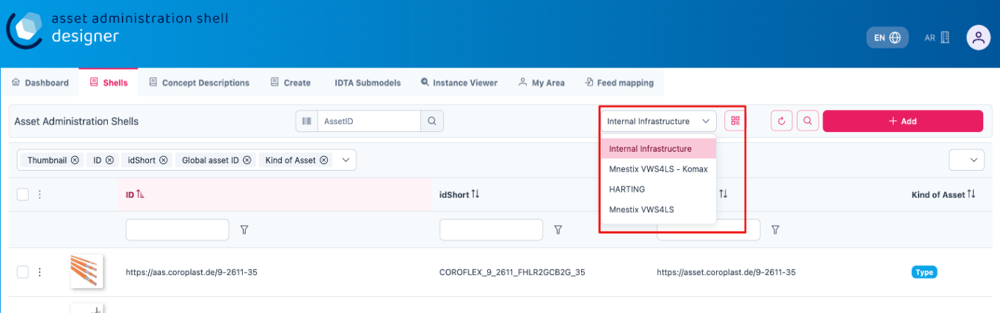 asset administration shell
designer
EN
AR
Dashboard
Shells
Concept Descriptions
Create
IDTA Submodels
Instance Viewer
My Area
Feed mapping
Asset Administration Shells
AssetID
Internal Infrastructure
Add
Internal Infrastructure
Mnestix VWS4LS - Komax
HARTING
Mnestix VWS4LS
Thumbnail
ID
idShort
Global asset ID
Kind of Asset
ID
idShort
Kind of Asset
https://aas.coroplast.de/9-2611-35
COROFLEX_9_2611_FHLR2GCB2G_35
https://asset.coroplast.de/9-2611-35
Type